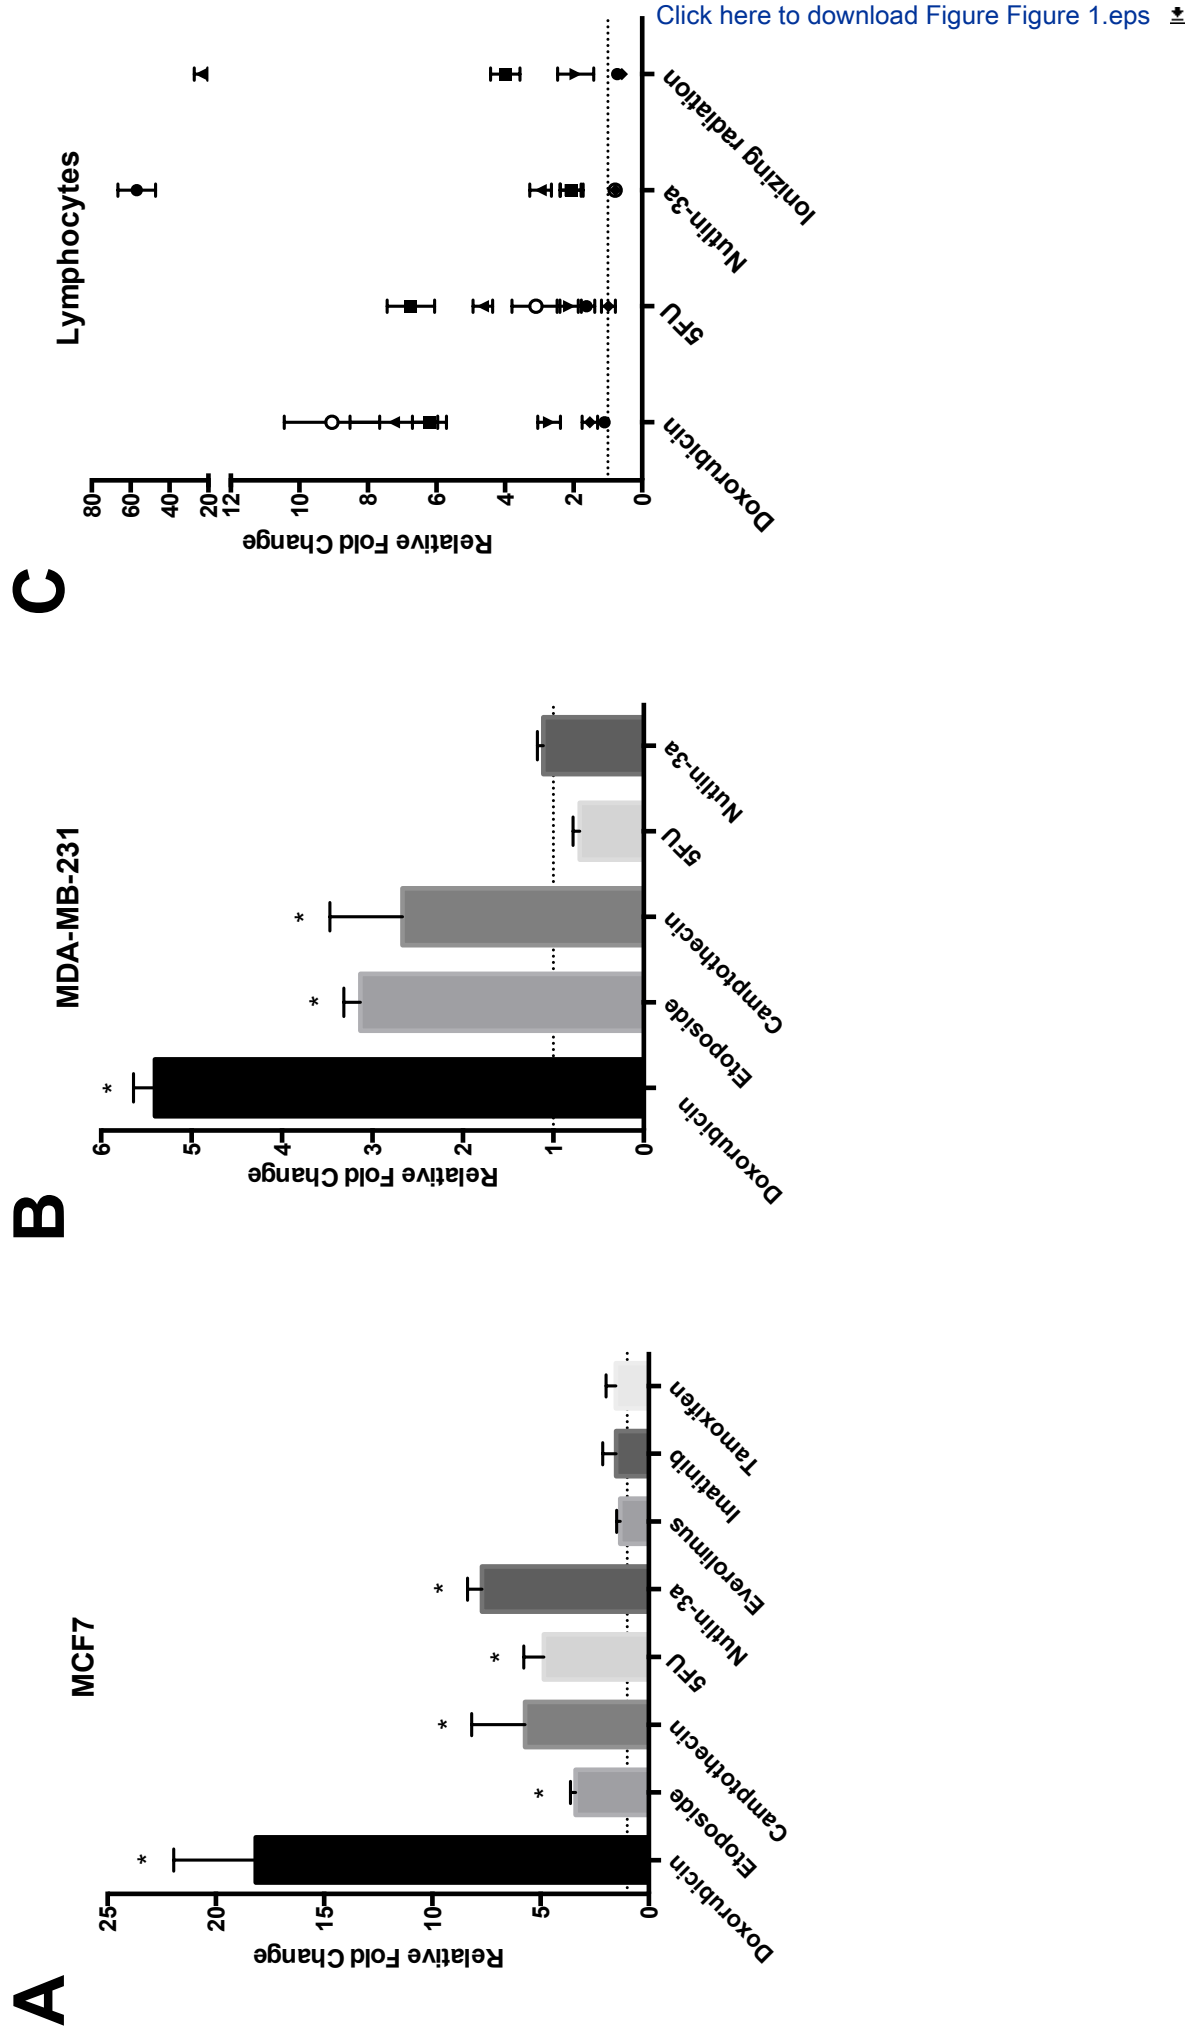 Click here to download Figure Figure 1.eps
A
MCF7
Relative Fold Change
25
20
15
10
5
0
Doxorubicin
Etoposide
Camptothecin
5FU
Nutlin-3a
Everolimus
Imatinib
Tamoxifen
*
*
*
*
*
B
MDA-MB-231
Relative Fold Change
6
5
4
3
2
1
0
Doxorubicin
Etoposide
Camptothecin
5FU
Nutlin-3a
*
*
*
C
Lymphocytes
Relative Fold Change
80
60
40
20
12
10
8
6
4
2
0
Doxorubicin
5FU
Nutlin-3a
Ionizing radiation